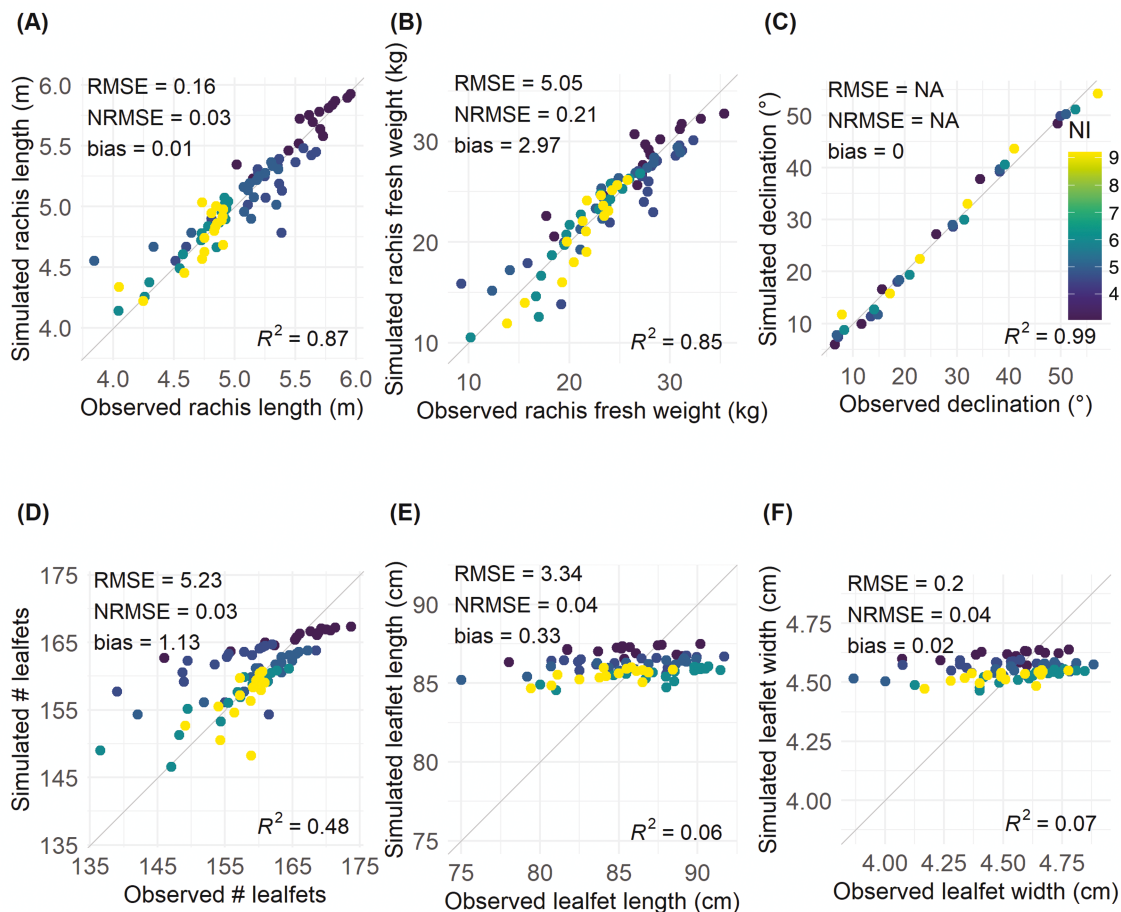 (A)
Simulated rachis length (m)
RMSE = 0.16
NRMSE = 0.03
bias = 0.01
R² = 0.87
6.0
5.5
5.0
4.5
4.0
4.0 4.5 5.0 5.5 6.0
Observed rachis length (m)
(B)
Simulated rachis fresh weight (kg)
RMSE = 5.05
NRMSE = 0.21
bias = 2.97
R² = 0.85
30
20
10
10 20 30
Observed rachis fresh weight (kg)
(C)
Simulated declination (°)
RMSE = NA
NRMSE = NA
bias = 0
R² = 0.99
50
40
30
20
10
10 20 30 40 50
Observed declination (°)
NI
9
8
7
6
5
4
(D)
Simulated # lealfets
RMSE = 5.23
NRMSE = 0.03
bias = 1.13
R² = 0.48
175
165
155
145
135
135 145 155 165 175
Observed # lealfets
(E)
Simulated leaflet length (cm)
RMSE = 3.34
NRMSE = 0.04
bias = 0.33
R² = 0.06
90
85
80
75
75 80 85 90
Observed lealfet length (cm)
(F)
Simulated lealfet width (cm)
RMSE = 0.2
NRMSE = 0.04
bias = 0.02
R² = 0.07
4.75
4.50
4.25
4.00
4.00 4.25 4.50 4.75
Observed lealfet width (cm)